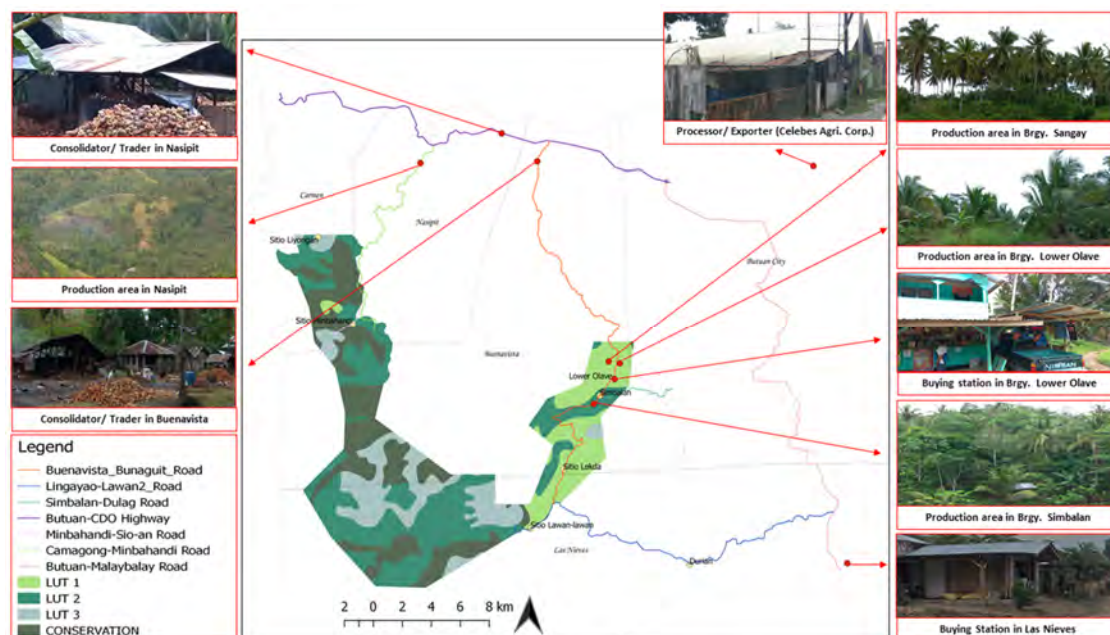 Consolidator/ Trader in Nasipit
Production area in Nasipit
Consolidator/ Trader in Buenavista
Legend
Buenavista_Bunaguit_Road
Lingayao-Lawan2_Road
Simbalan-Dulag Road
Butuan-CDO Highway
Minbahandi-Sio-an Road
Camagong-Minbahandi Road
Butuan-Malaybalay Road
LUT 1
LUT 2
LUT 3
CONSERVATION
Carmen
Nasipit
Sitio Liyongan
Buenavista
Butuan City
Lower Olave
Simbalan
Sitio Lekda
Sitio Lawan-lawan
Las Nieves
Durian
2 0 2 4 6 8 km
Processor/ Exporter (Celebes Agri. Corp.)
Production area in Brgy. Sangay
Production area in Brgy. Lower Olave
Buying station in Brgy. Lower Olave
Production area in Brgy. Simbalan
Buying Station in Las Nieves